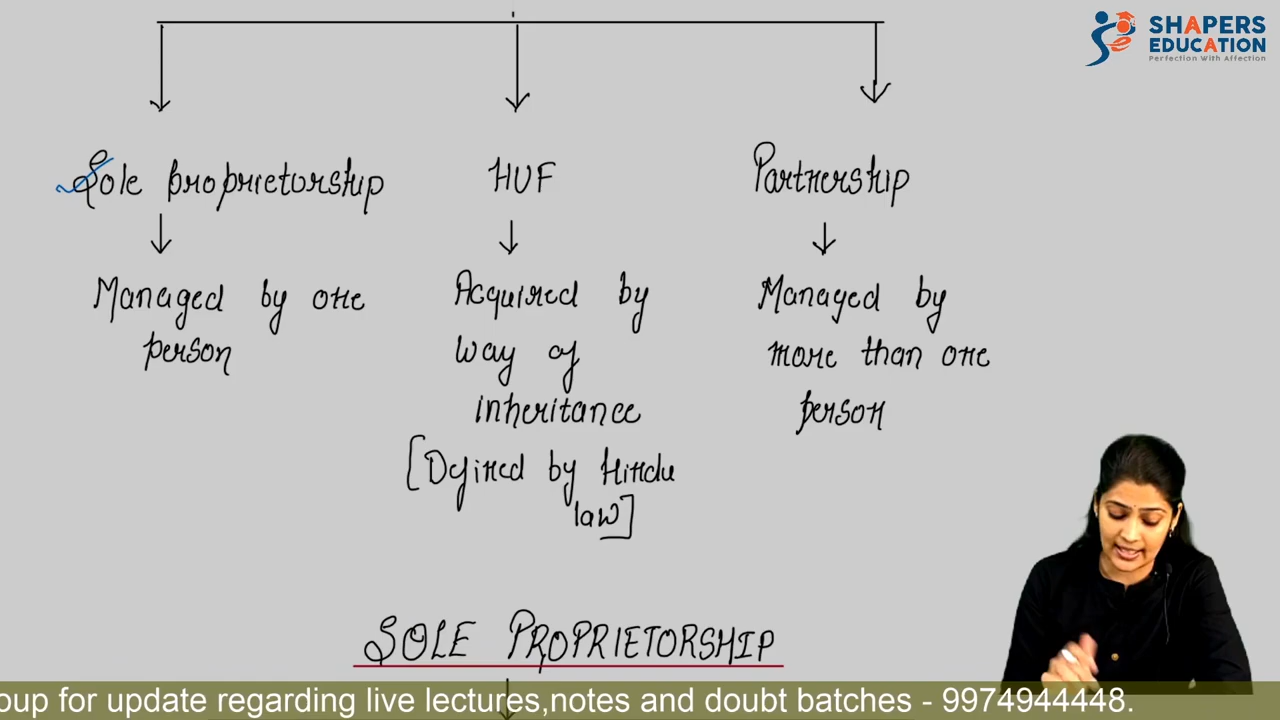 SHAPERS
EDUCATION
Perfection With Affection
Sole proprietorship
HUF
Partnership
Managed by one
person
Acquired by
way of
inheritance
[Defined by Hindu
law]
Managed by
more than one
person
SOLE PROPRIETORSHIP
oup for update regarding live lectures,notes and doubt batches - 9974944448.